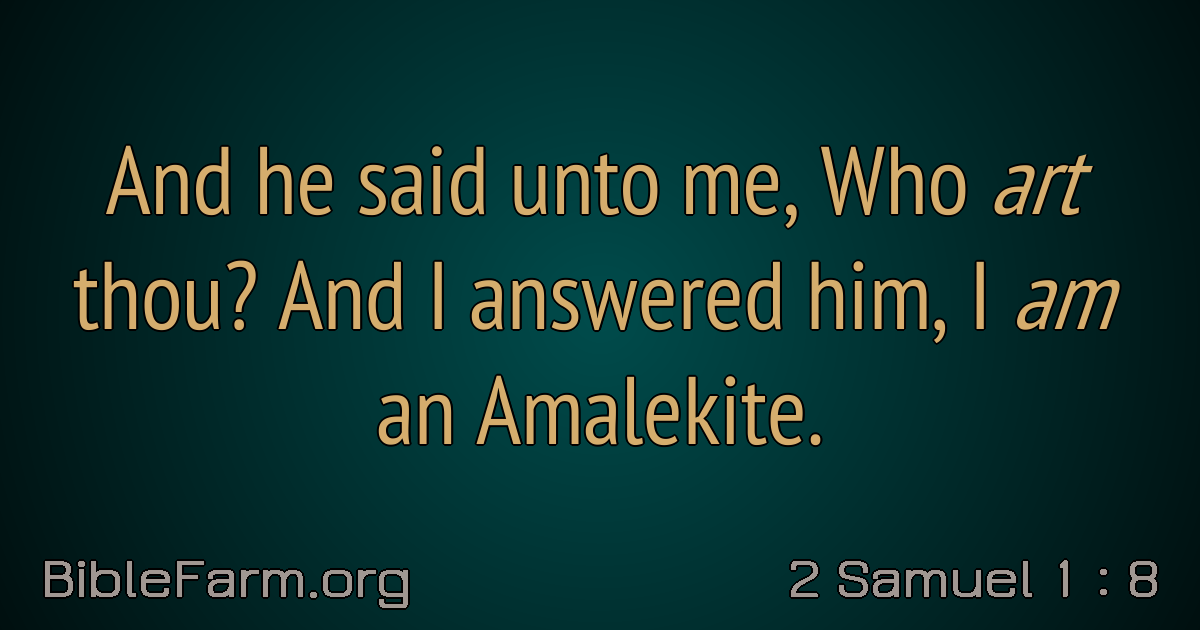 And he said unto me, Who art
thou? And I answered him, I am
an Amalekite.
BibleFarm.org
2 Samuel 1 : 8